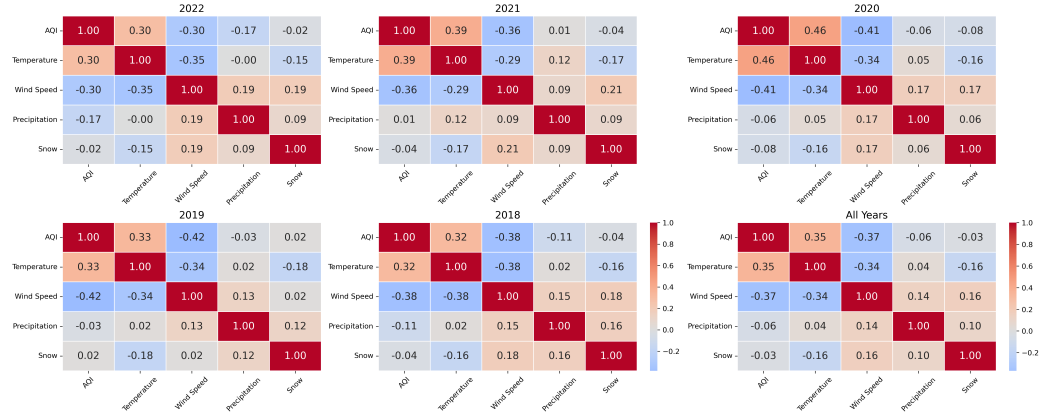 2022
AQI 1.00 0.30 -0.30 -0.17 -0.02
Temperature 0.30 1.00 -0.35 -0.00 -0.15
Wind Speed -0.30 -0.35 1.00 0.19 0.19
Precipitation -0.17 -0.00 0.19 1.00 0.09
Snow -0.02 -0.15 0.19 0.09 1.00
AQI Temperature Wind Speed Precipitation Snow
2021
AQI 1.00 0.39 -0.36 0.01 -0.04
Temperature 0.39 1.00 -0.29 0.12 -0.17
Wind Speed -0.36 -0.29 1.00 0.09 0.21
Precipitation 0.01 0.12 0.09 1.00 0.09
Snow -0.04 -0.17 0.21 0.09 1.00
AQI Temperature Wind Speed Precipitation Snow
2020
AQI 1.00 0.46 -0.41 -0.06 -0.08
Temperature 0.46 1.00 -0.34 0.05 -0.16
Wind Speed -0.41 -0.34 1.00 0.17 0.17
Precipitation -0.06 0.05 0.17 1.00 0.06
Snow -0.08 -0.16 0.17 0.06 1.00
AQI Temperature Wind Speed Precipitation Snow
2019
AQI 1.00 0.33 -0.42 -0.03 0.02
Temperature 0.33 1.00 -0.34 0.02 -0.18
Wind Speed -0.42 -0.34 1.00 0.13 0.02
Precipitation -0.03 0.02 0.13 1.00 0.12
Snow 0.02 -0.18 0.02 0.12 1.00
AQI Temperature Wind Speed Precipitation Snow
2018
AQI 1.00 0.32 -0.38 -0.11 -0.04
Temperature 0.32 1.00 -0.38 0.02 -0.16
Wind Speed -0.38 -0.38 1.00 0.15 0.18
Precipitation -0.11 0.02 0.15 1.00 0.16
Snow -0.04 -0.16 0.18 0.16 1.00
AQI Temperature Wind Speed Precipitation Snow
1.0
0.8
0.6
0.4
0.2
0.0
−0.2
All Years
AQI 1.00 0.35 -0.37 -0.06 -0.03
Temperature 0.35 1.00 -0.34 0.04 -0.16
Wind Speed -0.37 -0.34 1.00 0.14 0.16
Precipitation -0.06 0.04 0.14 1.00 0.10
Snow -0.03 -0.16 0.16 0.10 1.00
AQI Temperature Wind Speed Precipitation Snow
1.0
0.8
0.6
0.4
0.2
0.0
−0.2